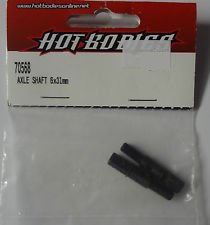 www.hotbodiesonline.net
HOT BODIES
70568
AXLE SHAFT 6x31mm